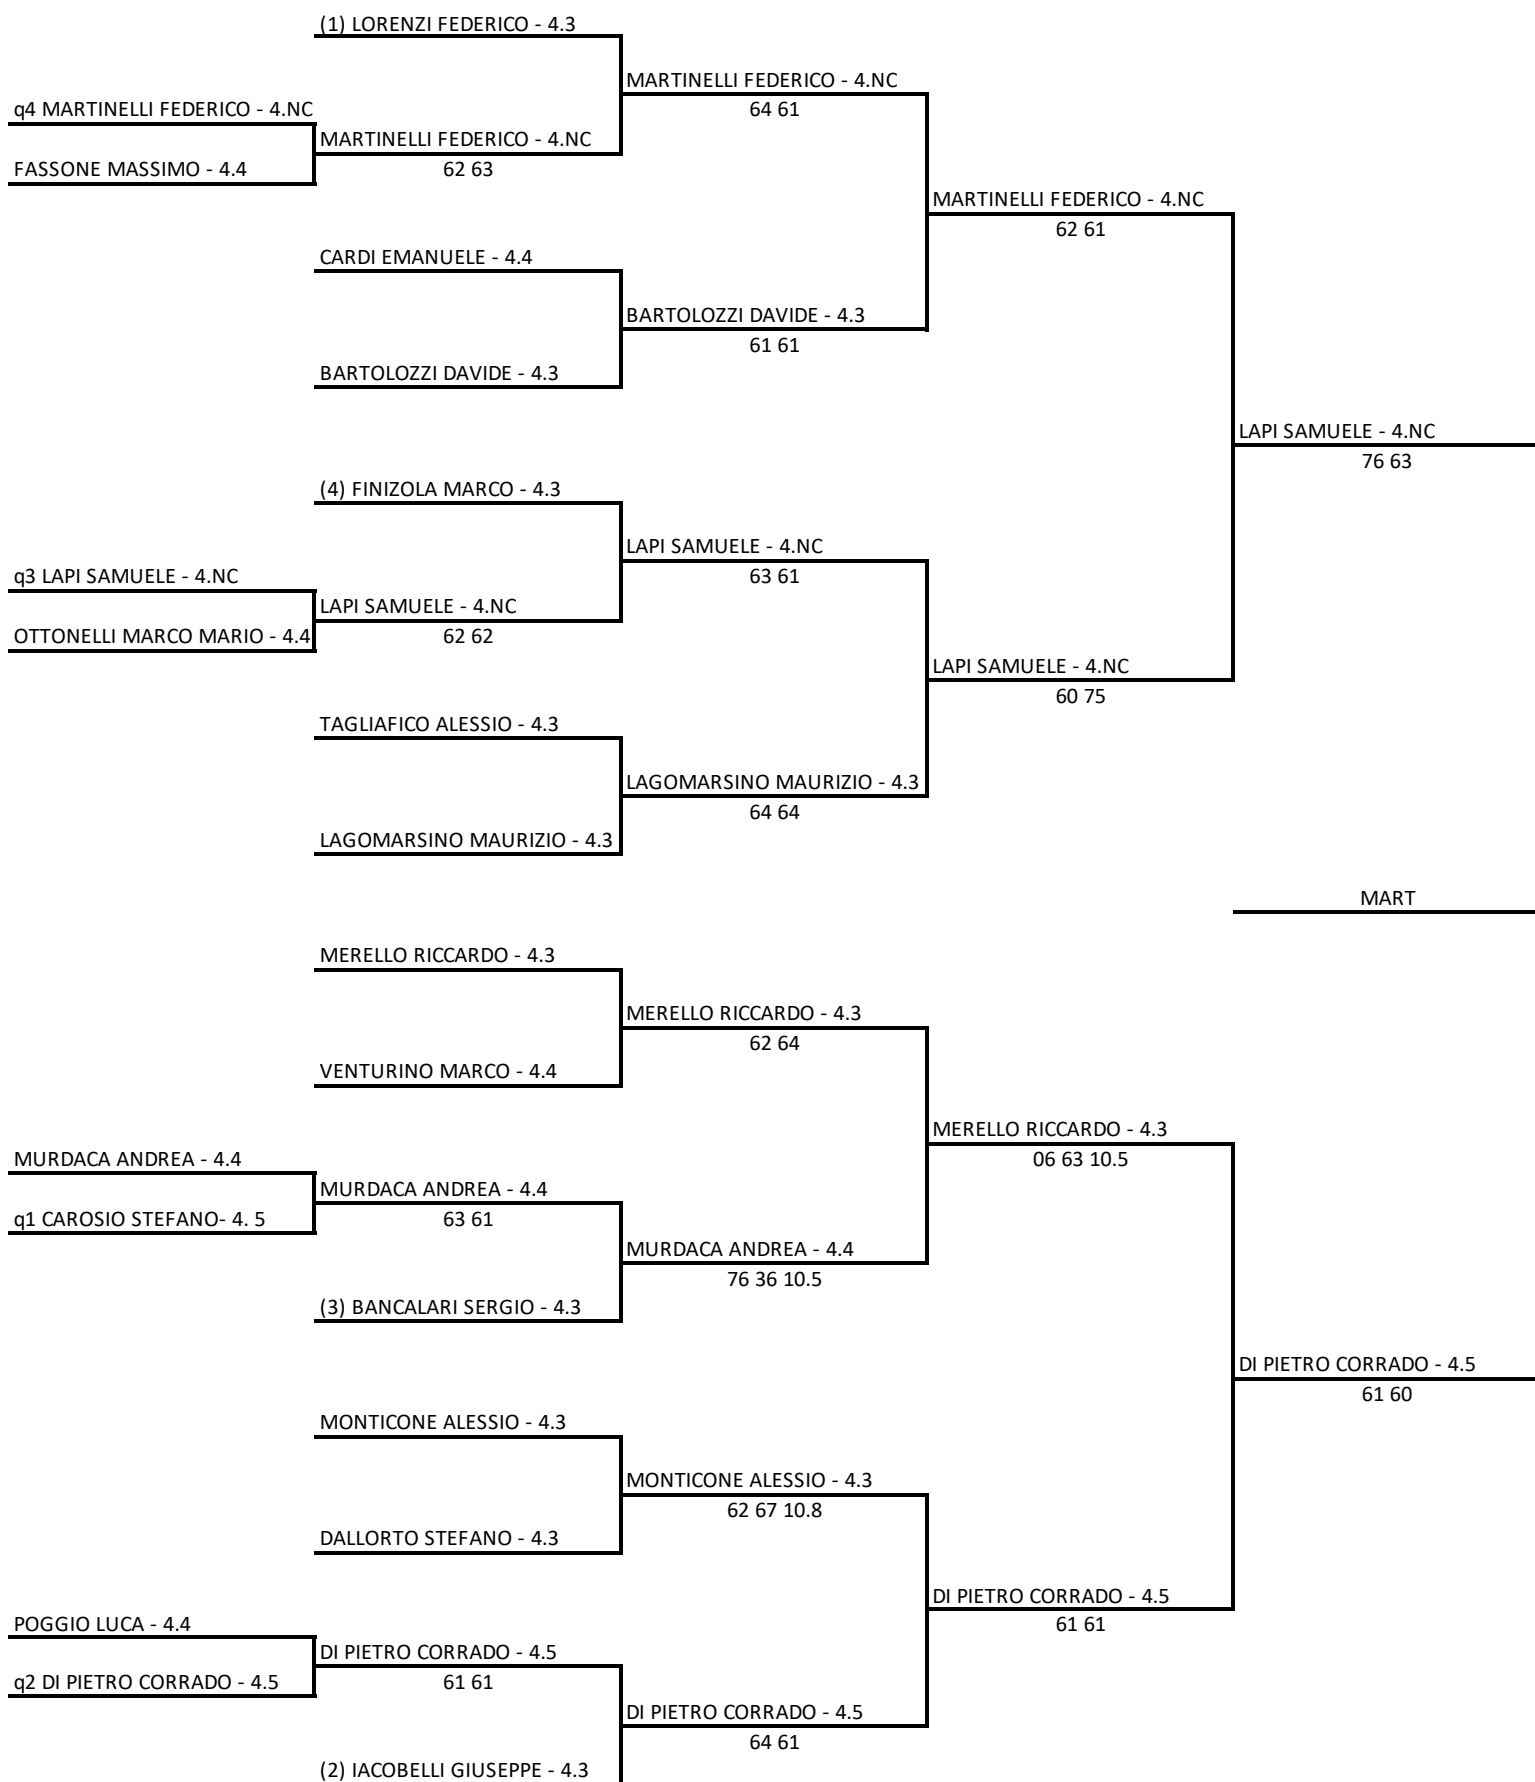 (1) LORENZI FEDERICO - 4.3
MARTINELLI FEDERICO - 4.NC
q4 MARTINELLI FEDERICO - 4.NC
64 61
MARTINELLI FEDERICO - 4.NC
FASSONE MASSIMO - 4.4
62 63
MARTINELLI FEDERICO - 4.NC
62 61
CARDI EMANUELE - 4.4
BARTOLOZZI DAVIDE - 4.3
61 61
BARTOLOZZI DAVIDE - 4.3
LAPI SAMUELE - 4.NC
76 63
(4) FINIZOLA MARCO - 4.3
LAPI SAMUELE - 4.NC
q3 LAPI SAMUELE - 4.NC
63 61
LAPI SAMUELE - 4.NC
OTTONELLI MARCO MARIO - 4.4
62 62
LAPI SAMUELE - 4.NC
60 75
TAGLIAFICO ALESSIO - 4.3
LAGOMARSINO MAURIZIO - 4.3
64 64
LAGOMARSINO MAURIZIO - 4.3
MART
MERELLO RICCARDO - 4.3
MERELLO RICCARDO - 4.3
62 64
VENTURINO MARCO - 4.4
MERELLO RICCARDO - 4.3
06 63 10.5
MURDACA ANDREA - 4.4
MURDACA ANDREA - 4.4
q1 CAROSIO STEFANO- 4. 5
63 61
MURDACA ANDREA - 4.4
76 36 10.5
(3) BANCALARI SERGIO - 4.3
DI PIETRO CORRADO - 4.5
61 60
MONTICONE ALESSIO - 4.3
MONTICONE ALESSIO - 4.3
62 67 10.8
DALLORTO STEFANO - 4.3
DI PIETRO CORRADO - 4.5
61 61
POGGIO LUCA - 4.4
DI PIETRO CORRADO - 4.5
q2 DI PIETRO CORRADO - 4.5
61 61
DI PIETRO CORRADO - 4.5
64 61
(2) IACOBELLI GIUSEPPE - 4.3